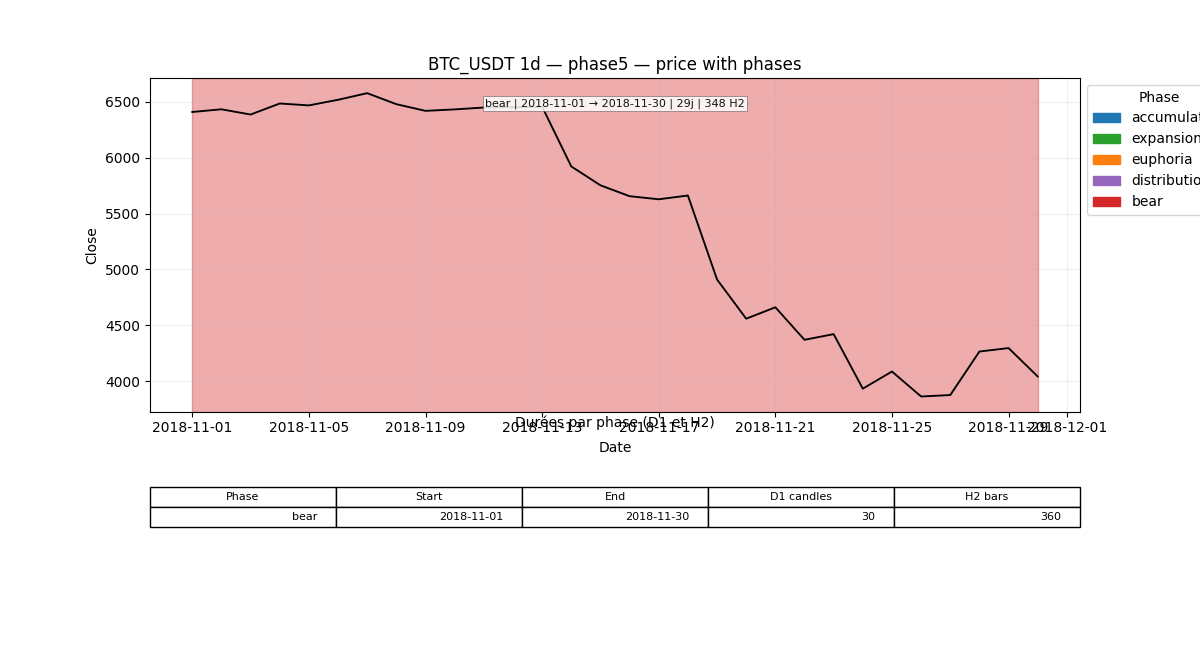 BTC_USDT 1d — phase5 — price with phases
bear | 2018-11-01 → 2018-11-30 | 29j | 348 H2
Close
6500
6000
5500
5000
4500
4000
Phase
accumulat
expansion
euphoria
distributio
bear
2018-11-01 2018-11-05 2018-11-09 2018-11-13 2018-11-17 2018-11-21 2018-11-25 2018-11-29 2018-12-01
Durées par phase (D1 et H2)
Date
Phase Start End D1 candles H2 bars
bear 2018-11-01 2018-11-30 30 360